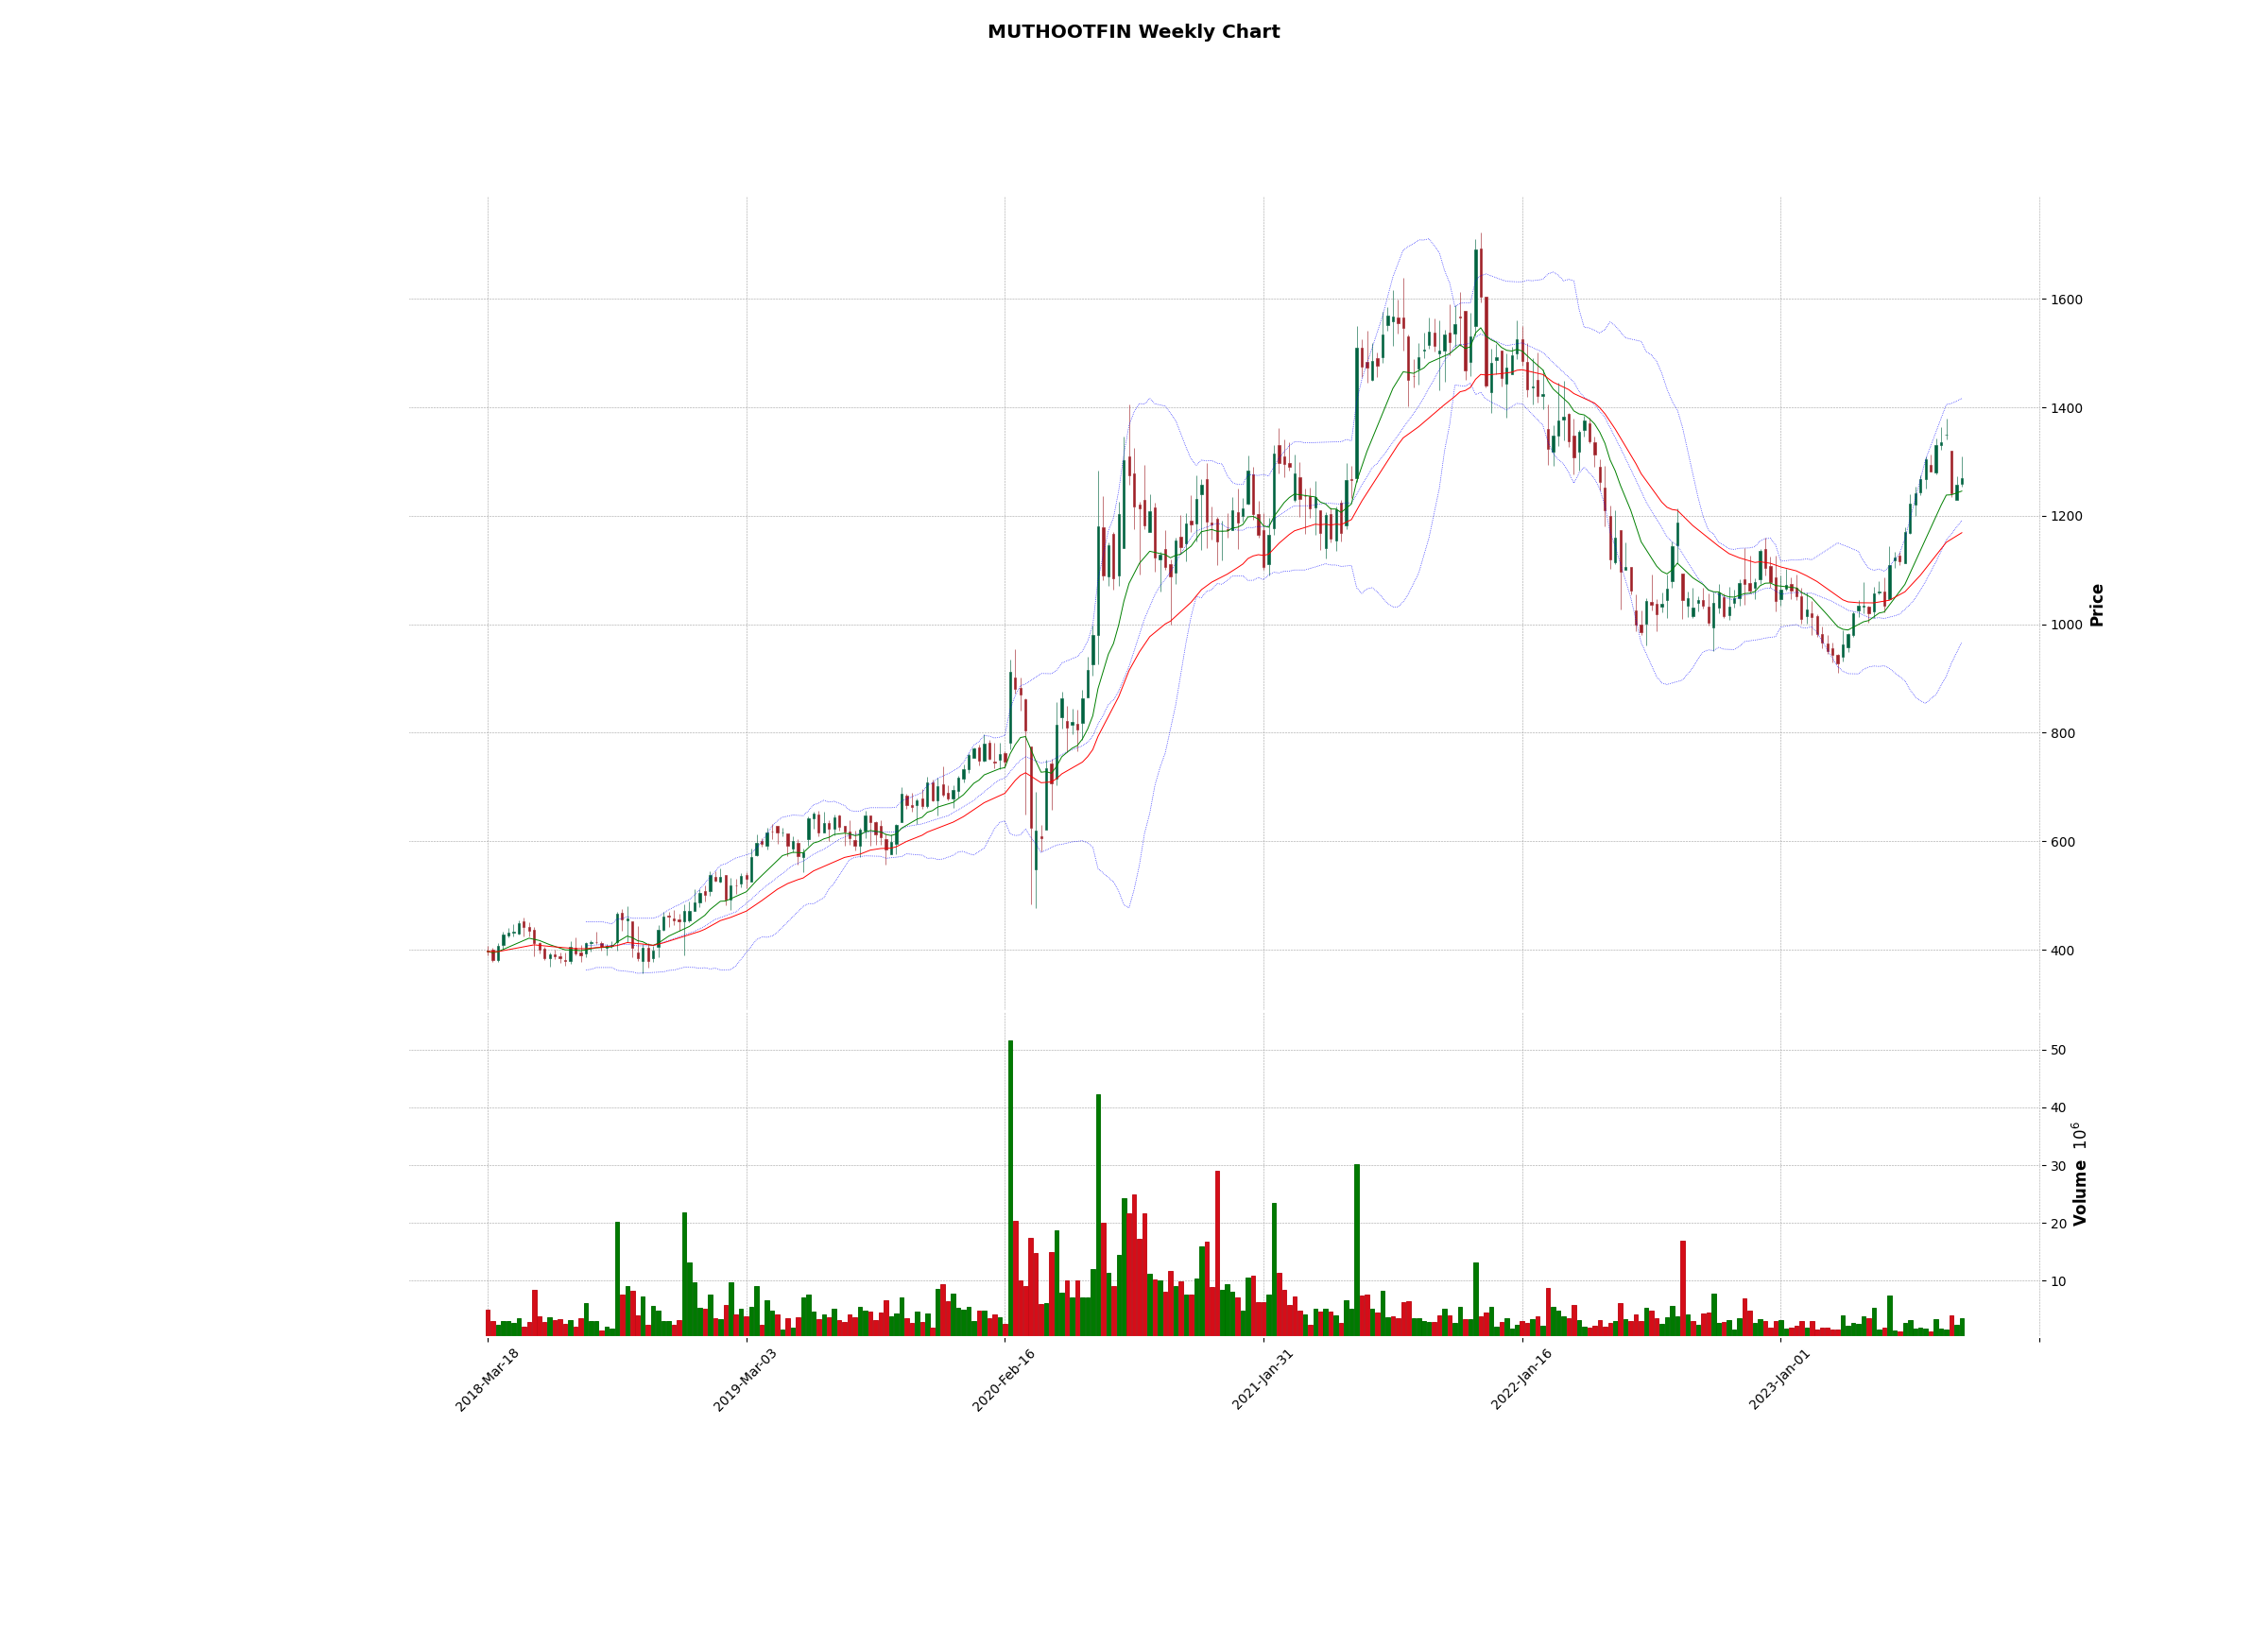 MUTHOOTFIN Weekly Chart
1600
1400
1200
1000
800
600
400
Price
50
40
30
20
10
Volume 10^6
2018-Mar-18
2019-Mar-03
2020-Feb-16
2021-Jan-31
2022-Jan-16
2023-Jan-01